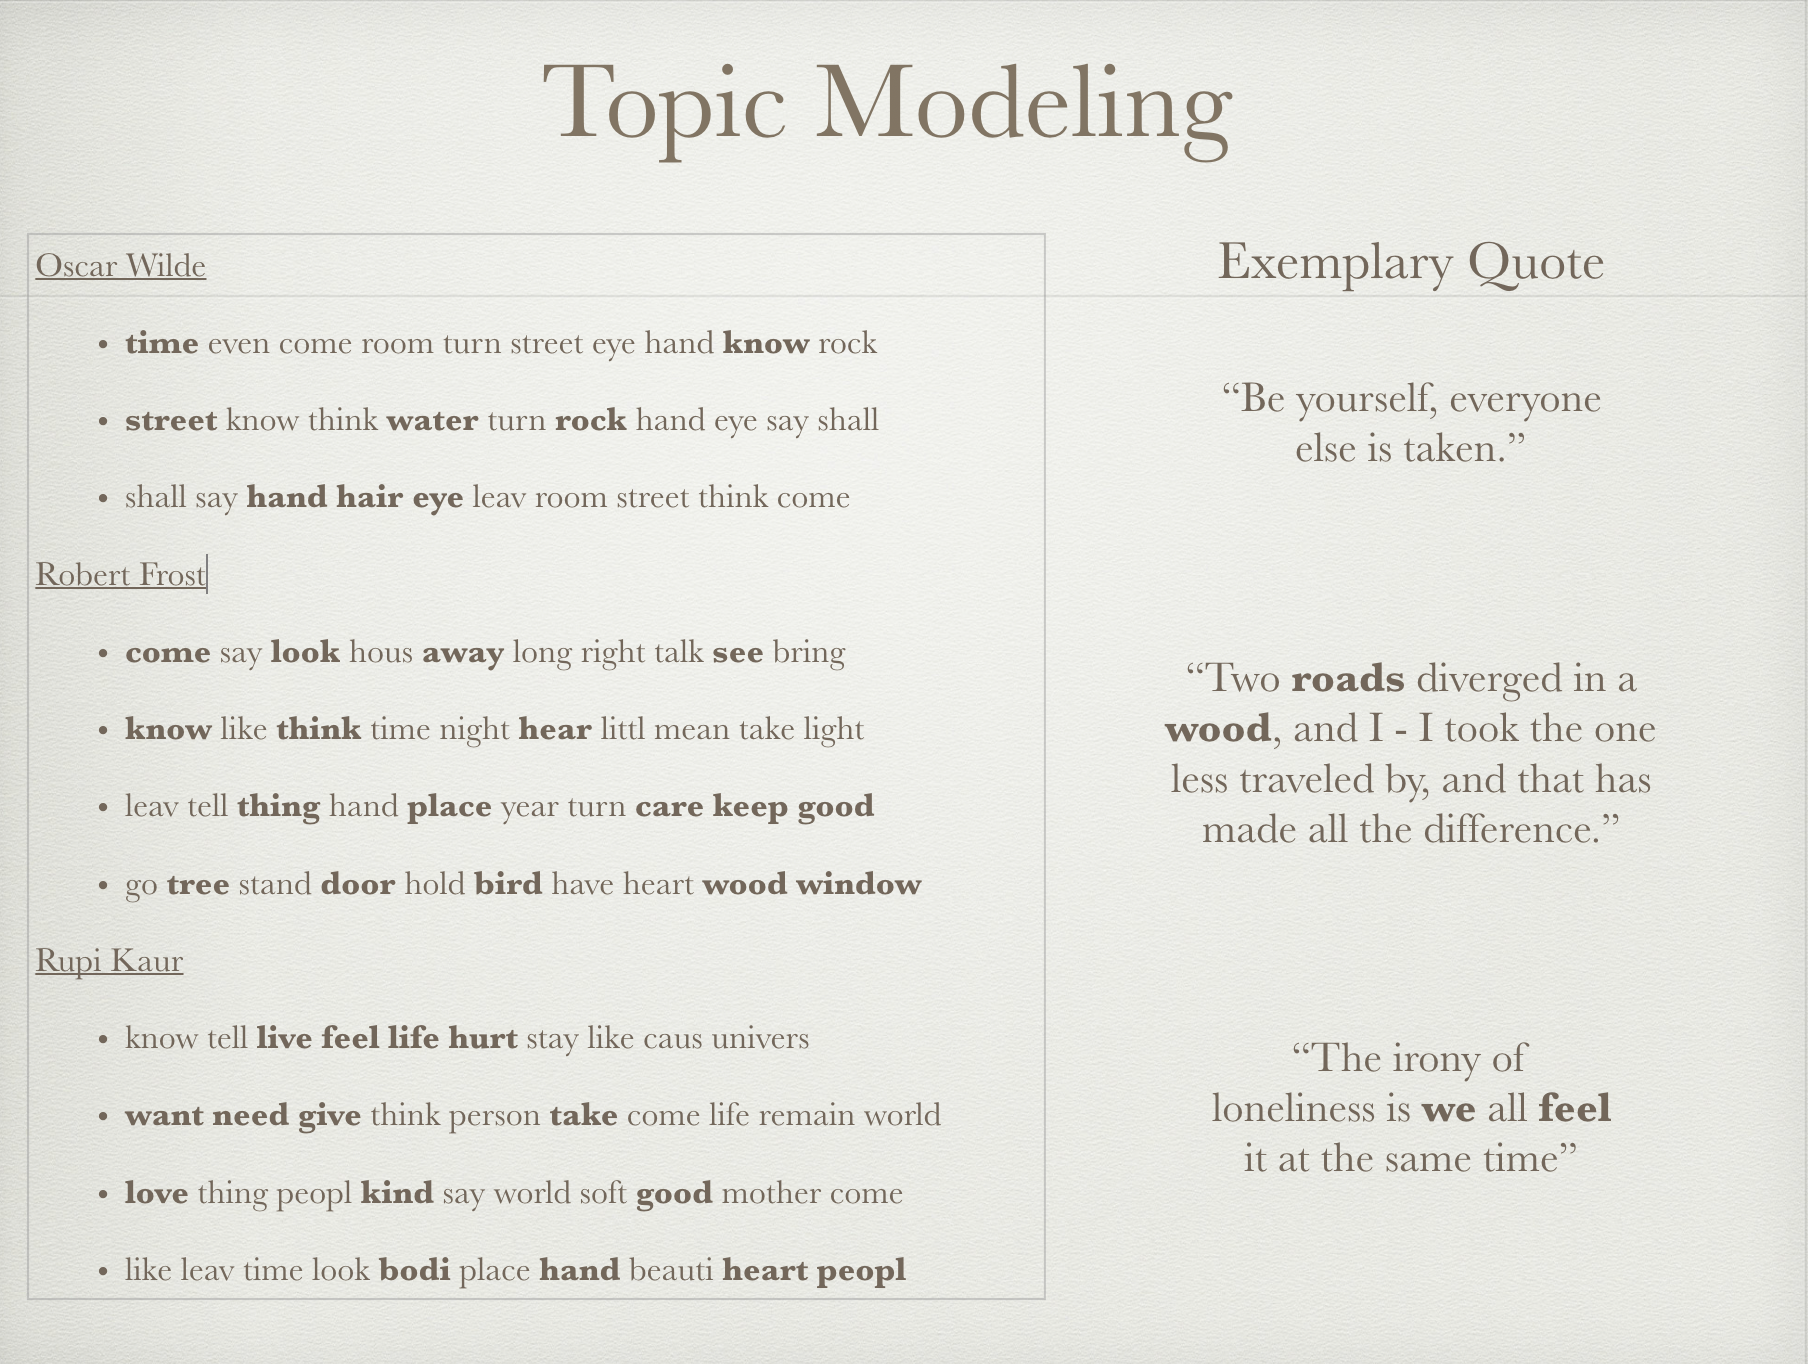 Topic Modeling
Oscar Wilde
• time even come room turn street eye hand know rock
• street know think water turn rock hand eye say shall
• shall say hand hair eye leav room street think come
Robert Frost
• come say look hous away long right talk see bring
• know like think time night hear littl mean take light
• leav tell thing hand place year turn care keep good
• go tree stand door hold bird have heart wood window
Rupi Kaur
• know tell live feel life hurt stay like caus univers
• want need give think person take come life remain world
• love thing peopl kind say world soft good mother come
• like leav time look bodi place hand beauti heart peopl
Exemplary Quote
“Be yourself, everyone
else is taken.”
“Two roads diverged in a
wood, and I - I took the one
less traveled by, and that has
made all the difference.”
“The irony of
loneliness is we all feel
it at the same time”